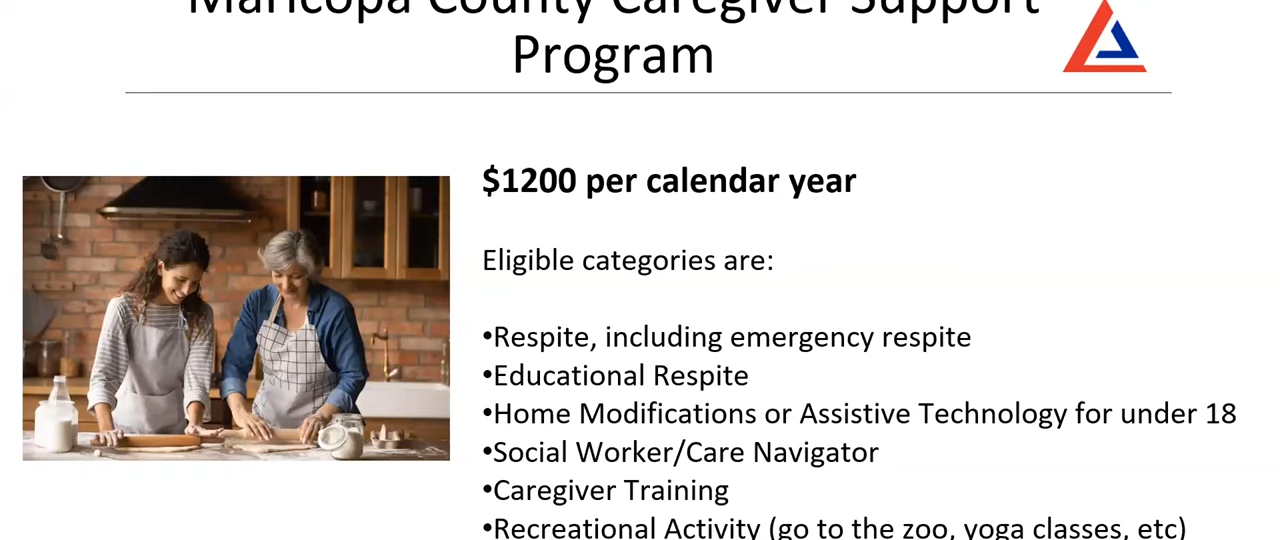 Maricopa County Caregiver Support
Program
$1200 per calendar year
Eligible categories are:
•Respite, including emergency respite
•Educational Respite
•Home Modifications or Assistive Technology for under 18
•Social Worker/Care Navigator
•Caregiver Training
•Recreational Activity (go to the zoo, yoga classes, etc)